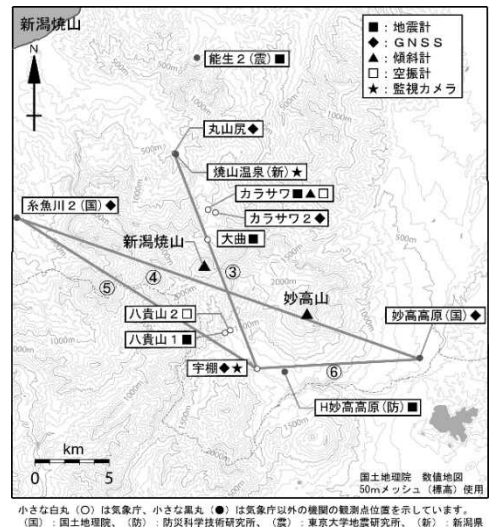 新潟焼山
N
■：地震計
◆：GNSS
▲：傾斜計
□：空振計
★：監視カメラ
能生2(震)■
丸山尻◆
500m
焼山温泉(新)★
カラサワ■▲□
糸魚川2(国)◆
カラサワ2◆
大曲■
新潟焼山
③
④
⑤
妙高山
妙高高原(国)◆
八貴山2□
八貴山1■
宇棚◆★
⑥
H妙高高原(防)■
km
0 5
国土地理院 数値地図
50mメッシュ(標高)使用
小さな白丸(○)は気象庁、小さな黒丸(●)は気象庁以外の機関の観測点位置を示しています。
(国)：国土地理院、(防)：防災科学技術研究所、(震)：東京大学地震研究所、(新)：新潟県